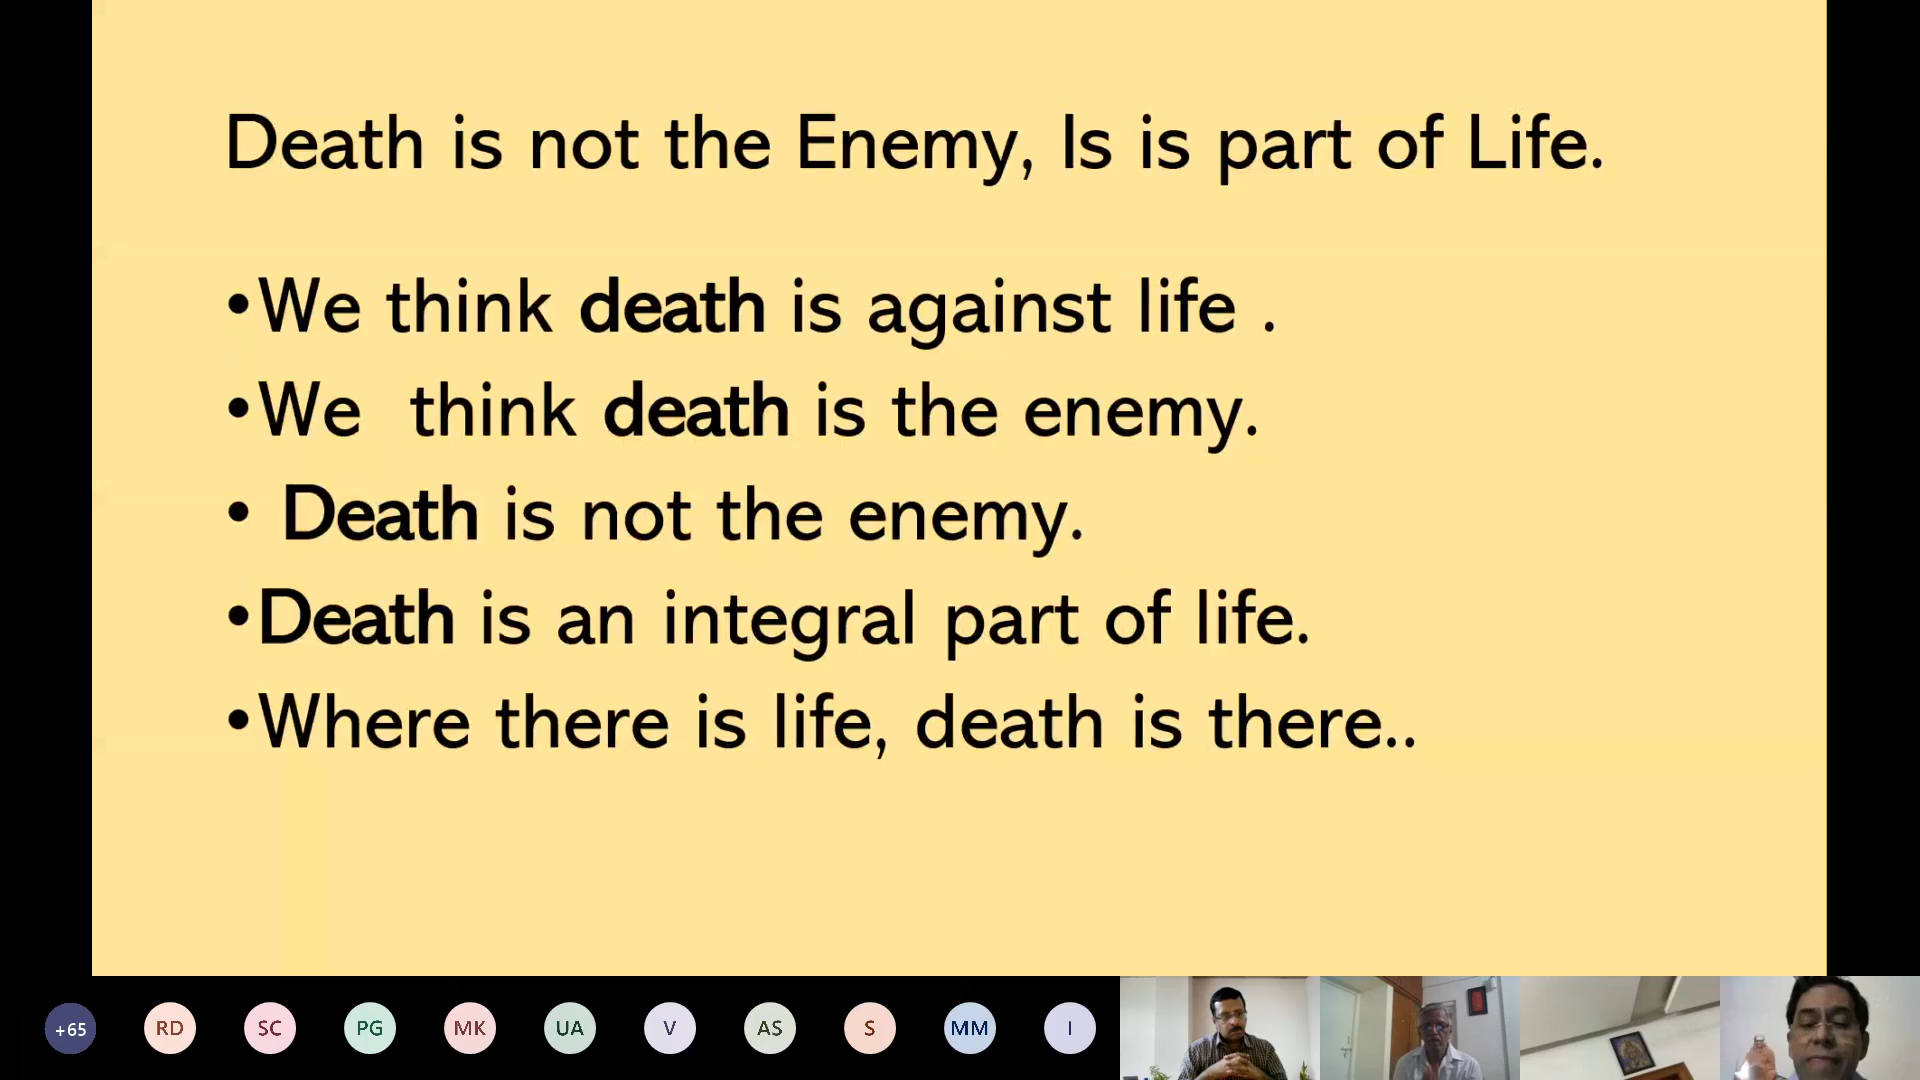 Death is not the Enemy, Is is part of Life.
•We think death is against life .
•We  think death is the enemy.
• Death is not the enemy.
•Death is an integral part of life.
•Where there is life, death is there..
+65 RD SC PG MK UA V AS S MM I